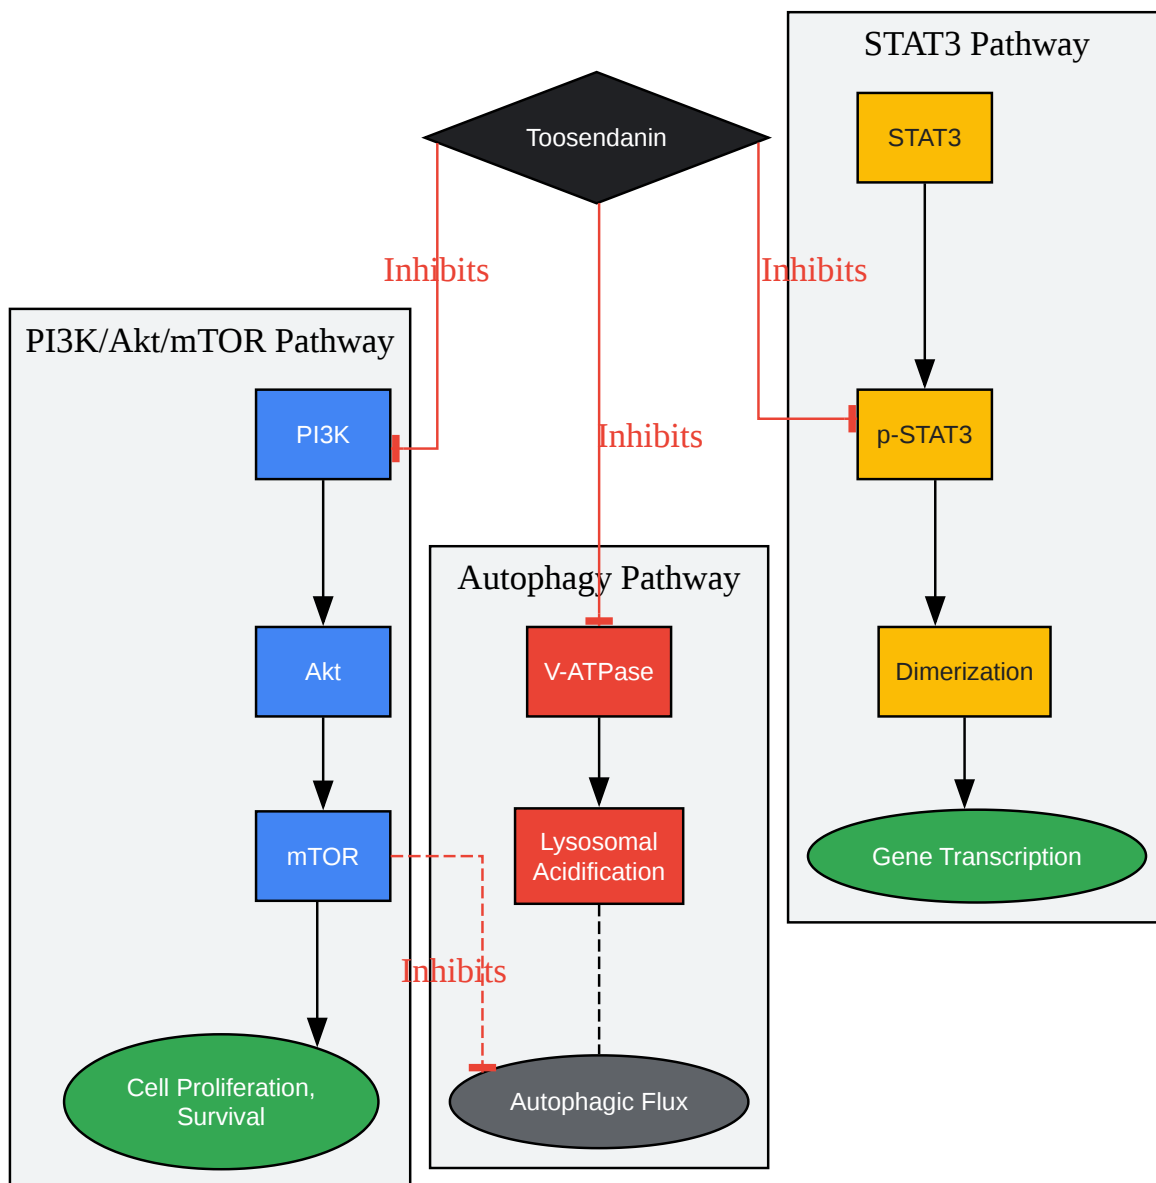 STAT3 Pathway
Toosendanin
STAT3
Inhibits
Inhibits
PI3K/Akt/mTOR Pathway
PI3K
Inhibits
p-STAT3
Autophagy Pathway
Akt
V-ATPase
Dimerization
mTOR
Lysosomal
Acidification
Gene Transcription
Inhibits
Cell Proliferation,
Survival
Autophagic Flux